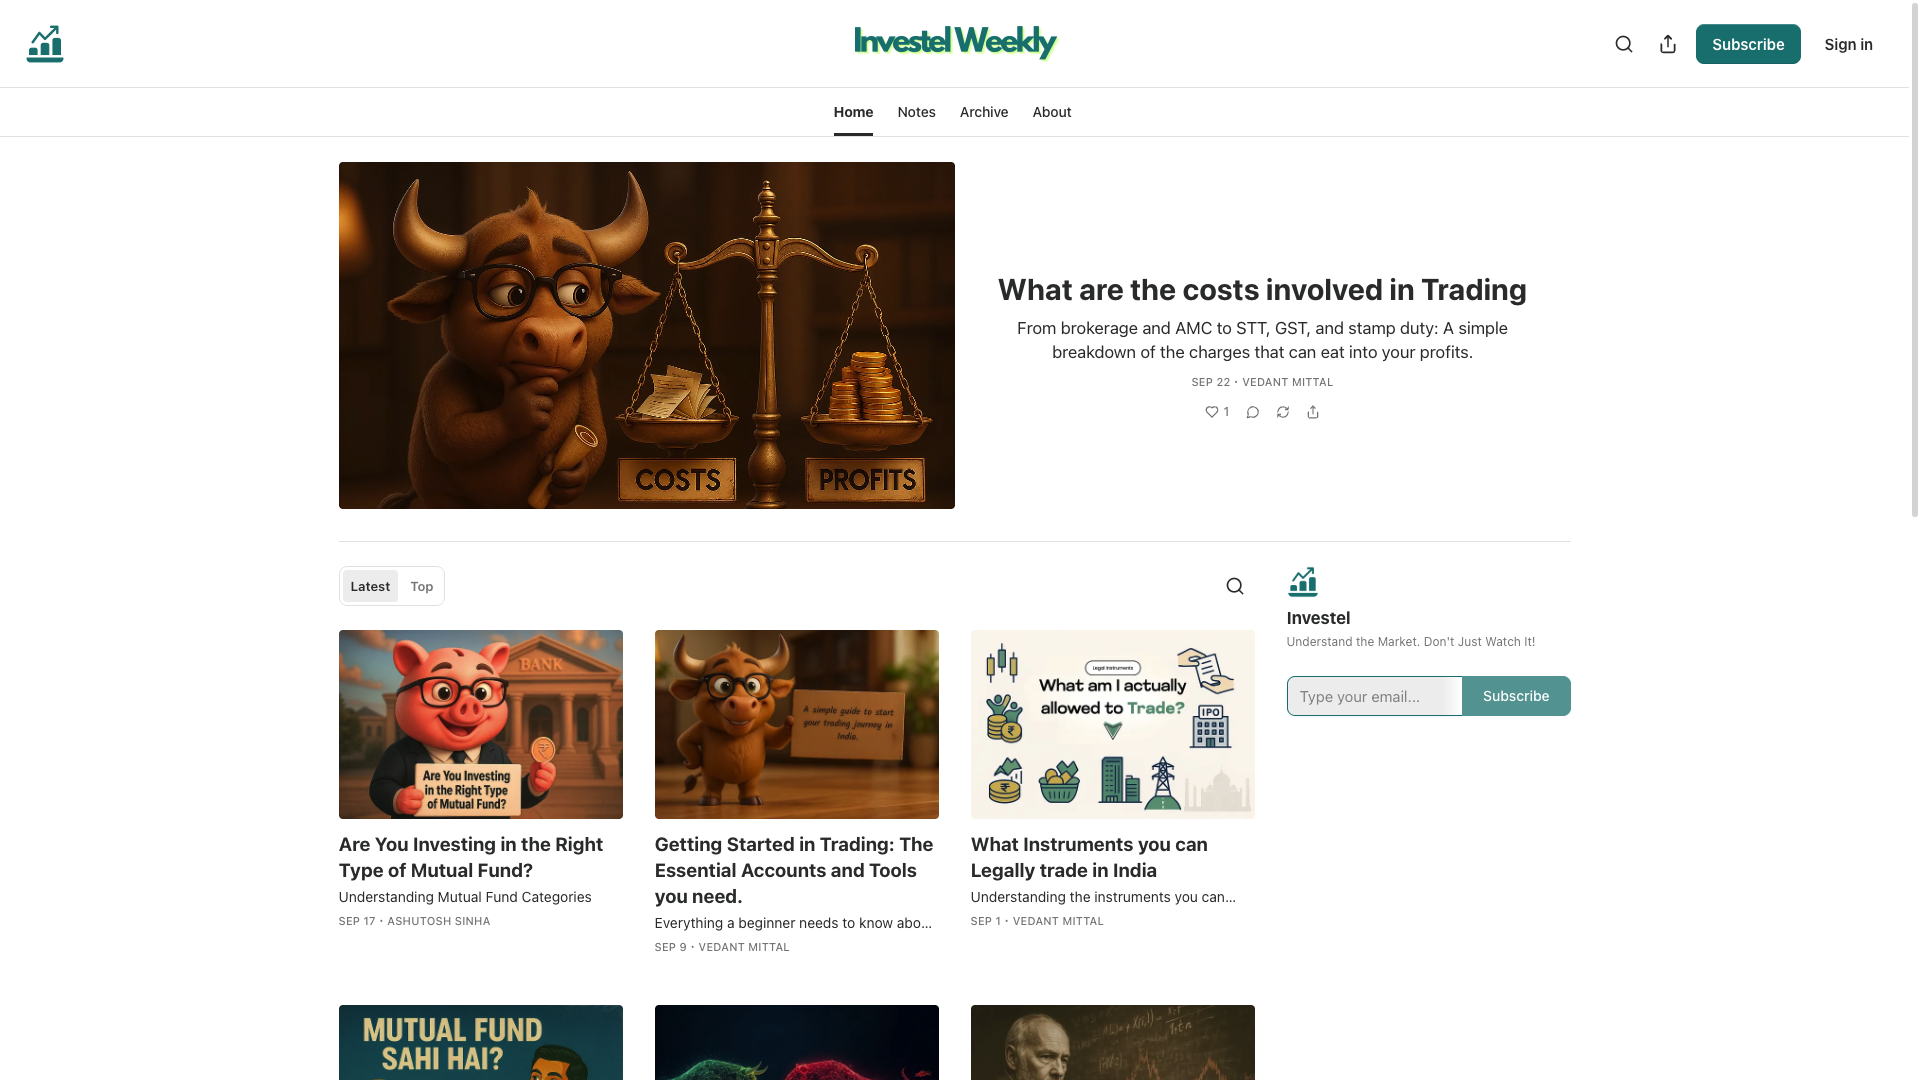 Investel Weekly
Subscribe
Sign in
Home
Notes
Archive
About
COSTS
PROFITS
What are the costs involved in Trading
From brokerage and AMC to STT, GST, and stamp duty: A simple
breakdown of the charges that can eat into your profits.
SEP 22 • VEDANT MITTAL
1
Latest
Top
Investel
Understand the Market. Don't Just Watch It!
Type your email...
Subscribe
BANK
₹
Are You Investing
in the Right Type
of Mutual Fund?
Are You Investing in the Right
Type of Mutual Fund?
Understanding Mutual Fund Categories
SEP 17 • ASHUTOSH SINHA
A simple guide to start
your trading journey in
India.
Getting Started in Trading: The
Essential Accounts and Tools
you need.
Everything a beginner needs to know abo...
SEP 9 • VEDANT MITTAL
Legal Instruments
What am I actually
allowed to Trade?
IPO
₹
₹
What Instruments you can
Legally trade in India
Understanding the instruments you can...
SEP 1 • VEDANT MITTAL
MUTUAL FUND
SAHI HAI?